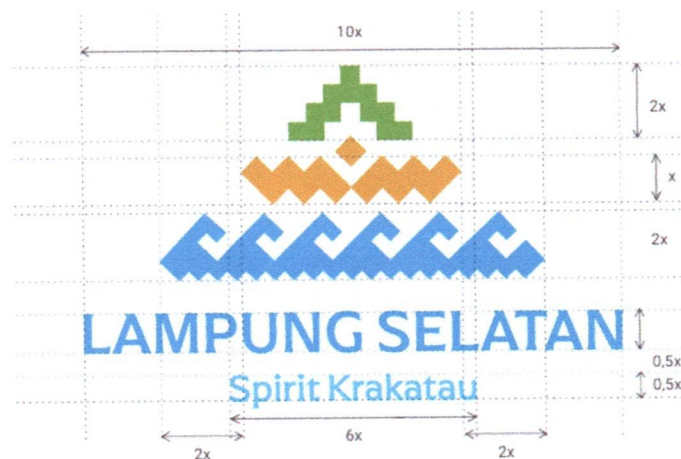 10x
2x
x
2x
LAMPUNG SELATAN
0,5x
Spirit Krakatau
0,5x
6x
2x
2x